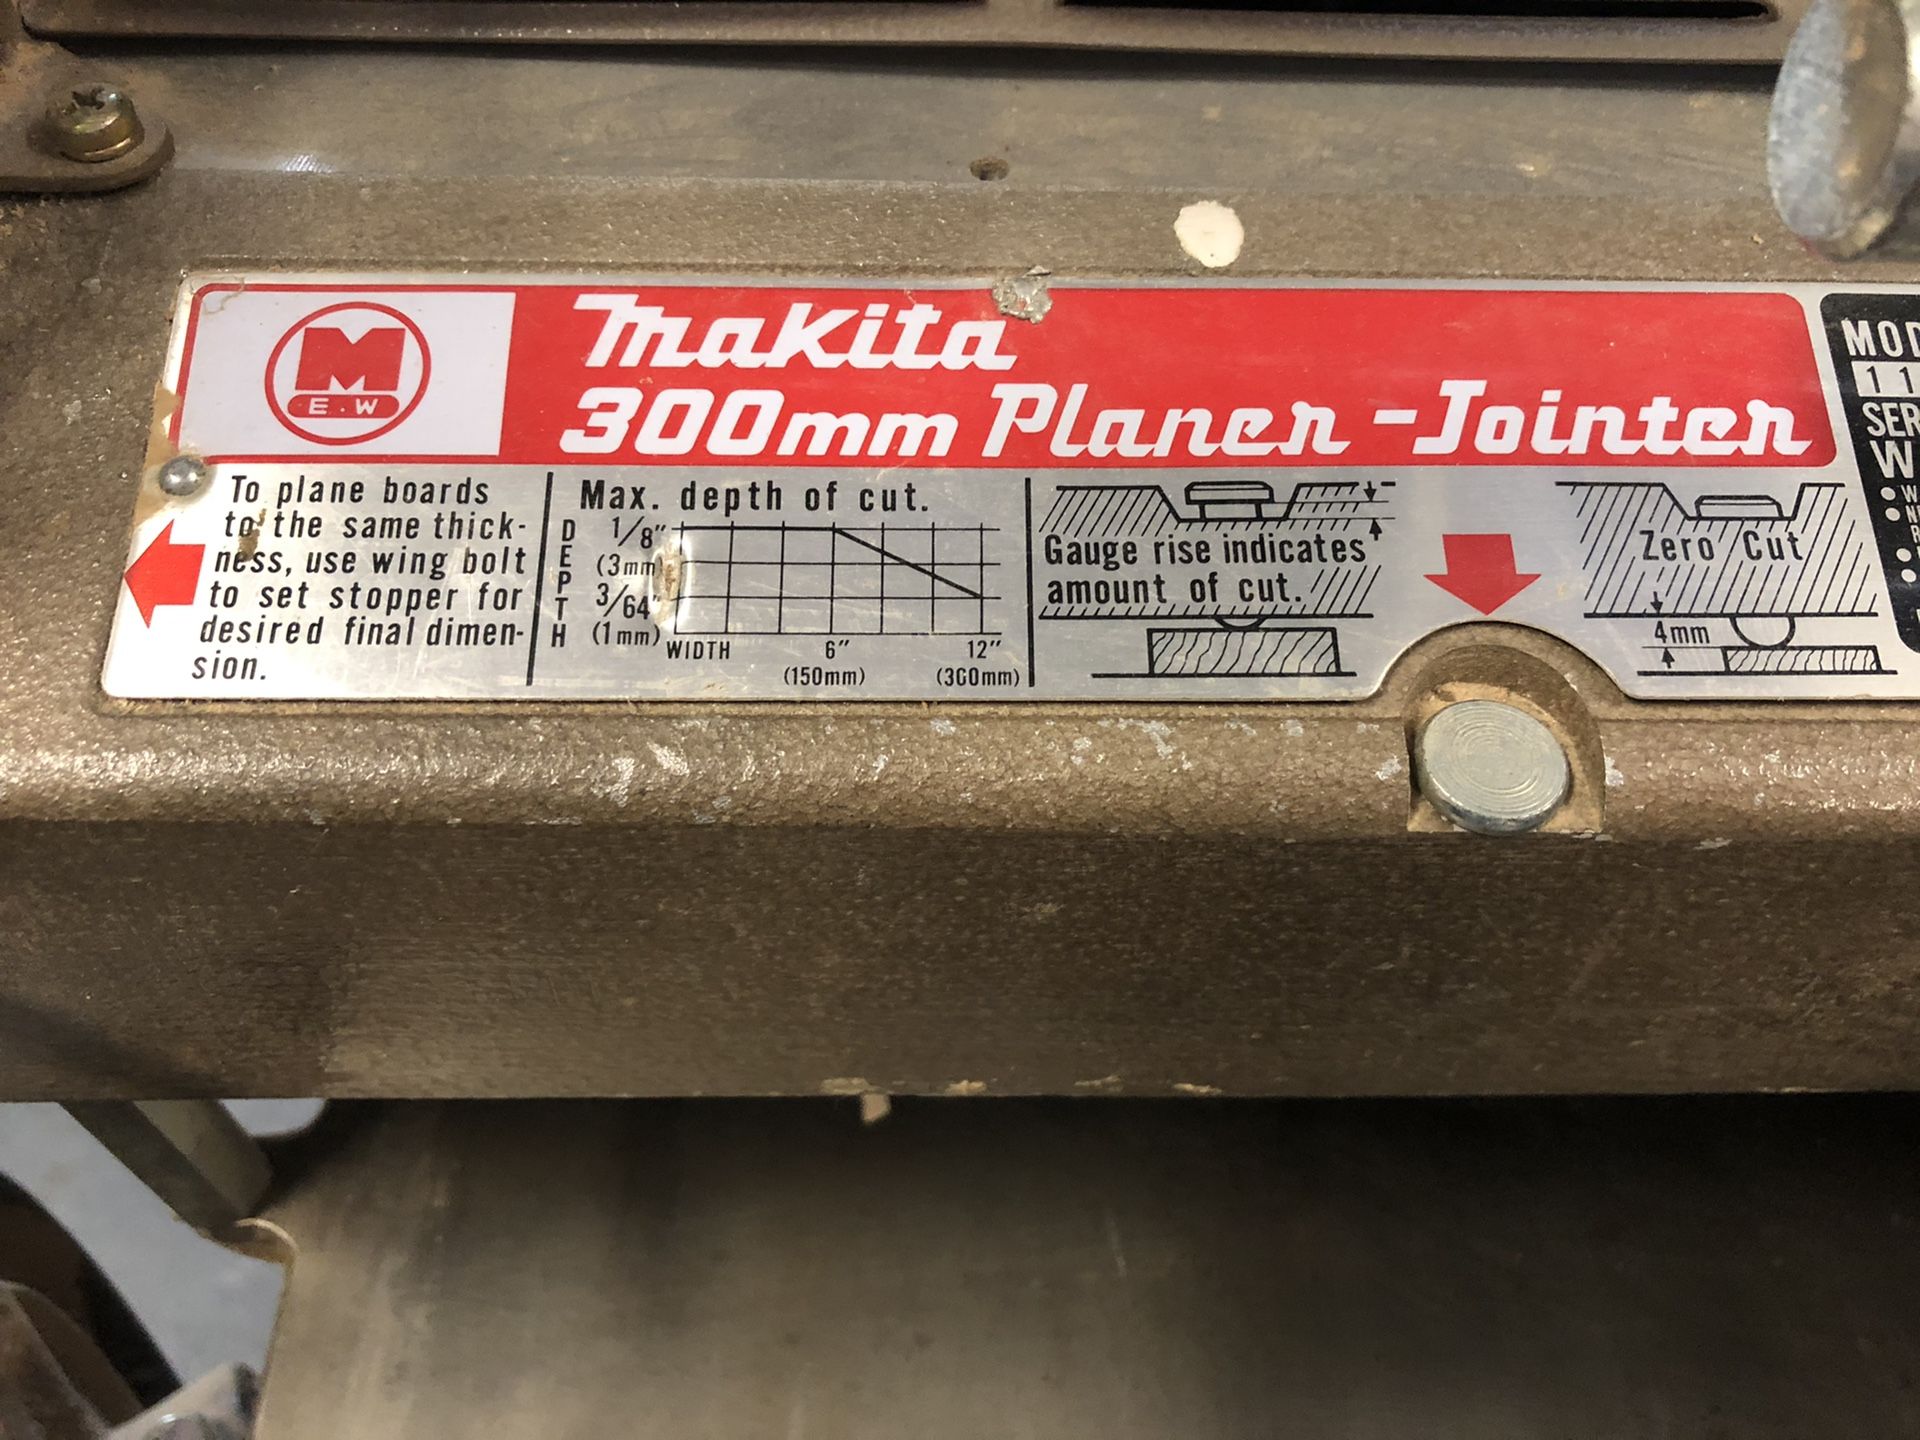 M
E.W
Makita
300mm Planer-Jointer
To plane boards
to the same thick-
ness, use wing bolt
to set stopper for
desired final dimen-
sion.
Max. depth of cut.
DEPTH
1/8"
(3mm)
3/64"
(1mm)
WIDTH
6"
12"
(150mm)
(300mm)
Gauge rise indicates
amount of cut.
Zero Cut
4mm
MOD
11
SER
W